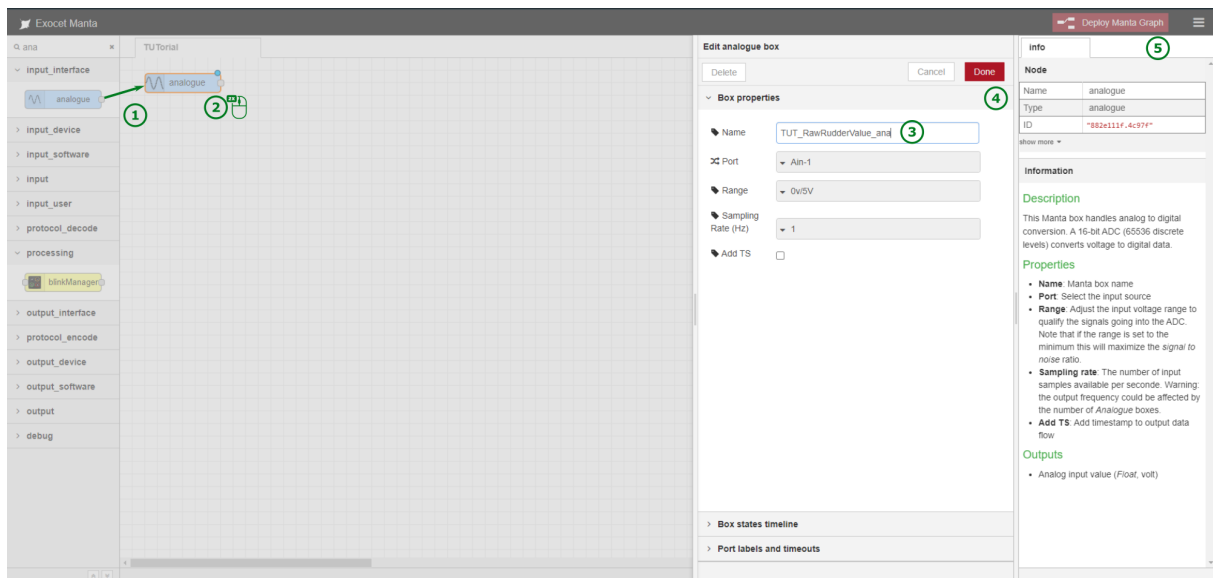 Exocet Manta
Deploy Manta Graph
ana
TUTorial
input_interface
analogue
input_device
input_software
input
input_user
protocol_decode
processing
blinkManager
output_interface
protocol_encode
output_device
output_software
output
debug
analogue
1
2
Edit analogue box
Delete
Cancel
Done
Box properties
4
Name
TUT_RawRudderValue_ana
3
Port
Ain-1
Range
0v/5V
Sampling
Rate (Hz)
1
Add TS
Box states timeline
Port labels and timeouts
info
5
Node
Name analogue
Type analogue
ID "882e111f.4c97f"
show more
Information
Description
This Manta box handles analog to digital
conversion. A 16-bit ADC (65536 discrete
levels) converts voltage to digital data.
Properties
• Name: Manta box name
• Port: Select the input source
• Range: Adjust the input voltage range to
qualify the signals going into the ADC.
Note that if the range is set to the
minimum this will maximize the signal to
noise ratio.
• Sampling rate: The number of input
samples available per seconde. Warning:
the output frequency could be affected by
the number of Analogue boxes.
• Add TS: Add timestamp to output data
flow
Outputs
• Analog input value (Float, volt)